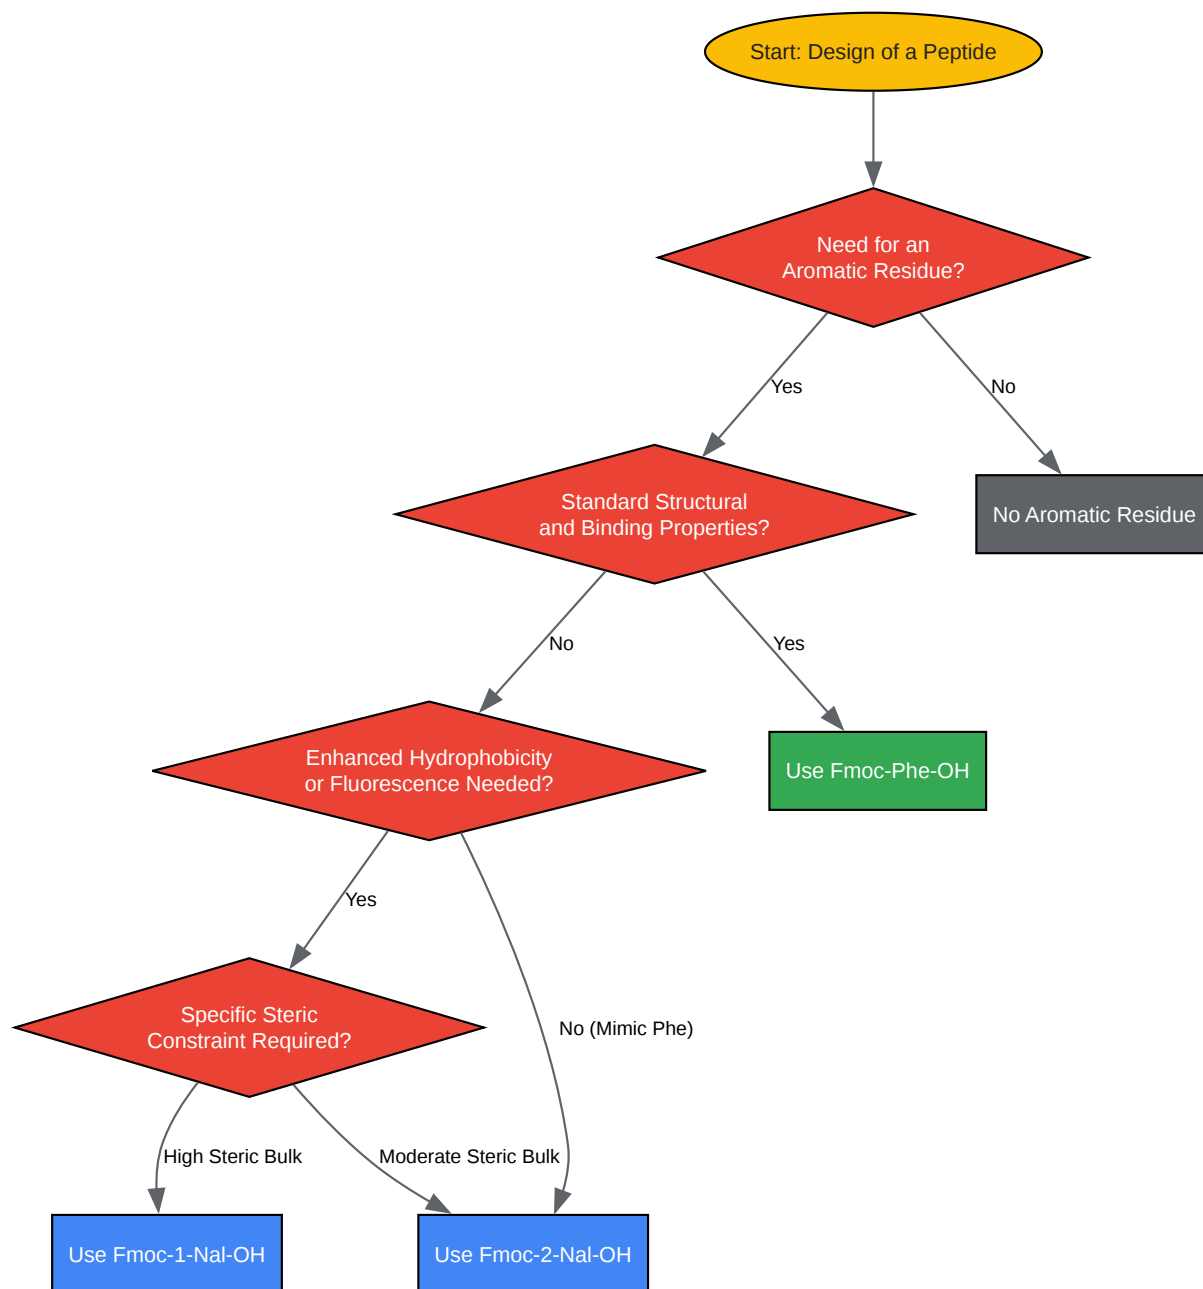 Start: Design of a Peptide
Need for an
Aromatic Residue?
Yes
No
Standard Structural
and Binding Properties?
No Aromatic Residue
No
Yes
Enhanced Hydrophobicity
or Fluorescence Needed?
Use Fmoc-Phe-OH
Yes
Specific Steric
Constraint Required?
No (Mimic Phe)
High Steric Bulk
Moderate Steric Bulk
Use Fmoc-1-Nal-OH
Use Fmoc-2-Nal-OH